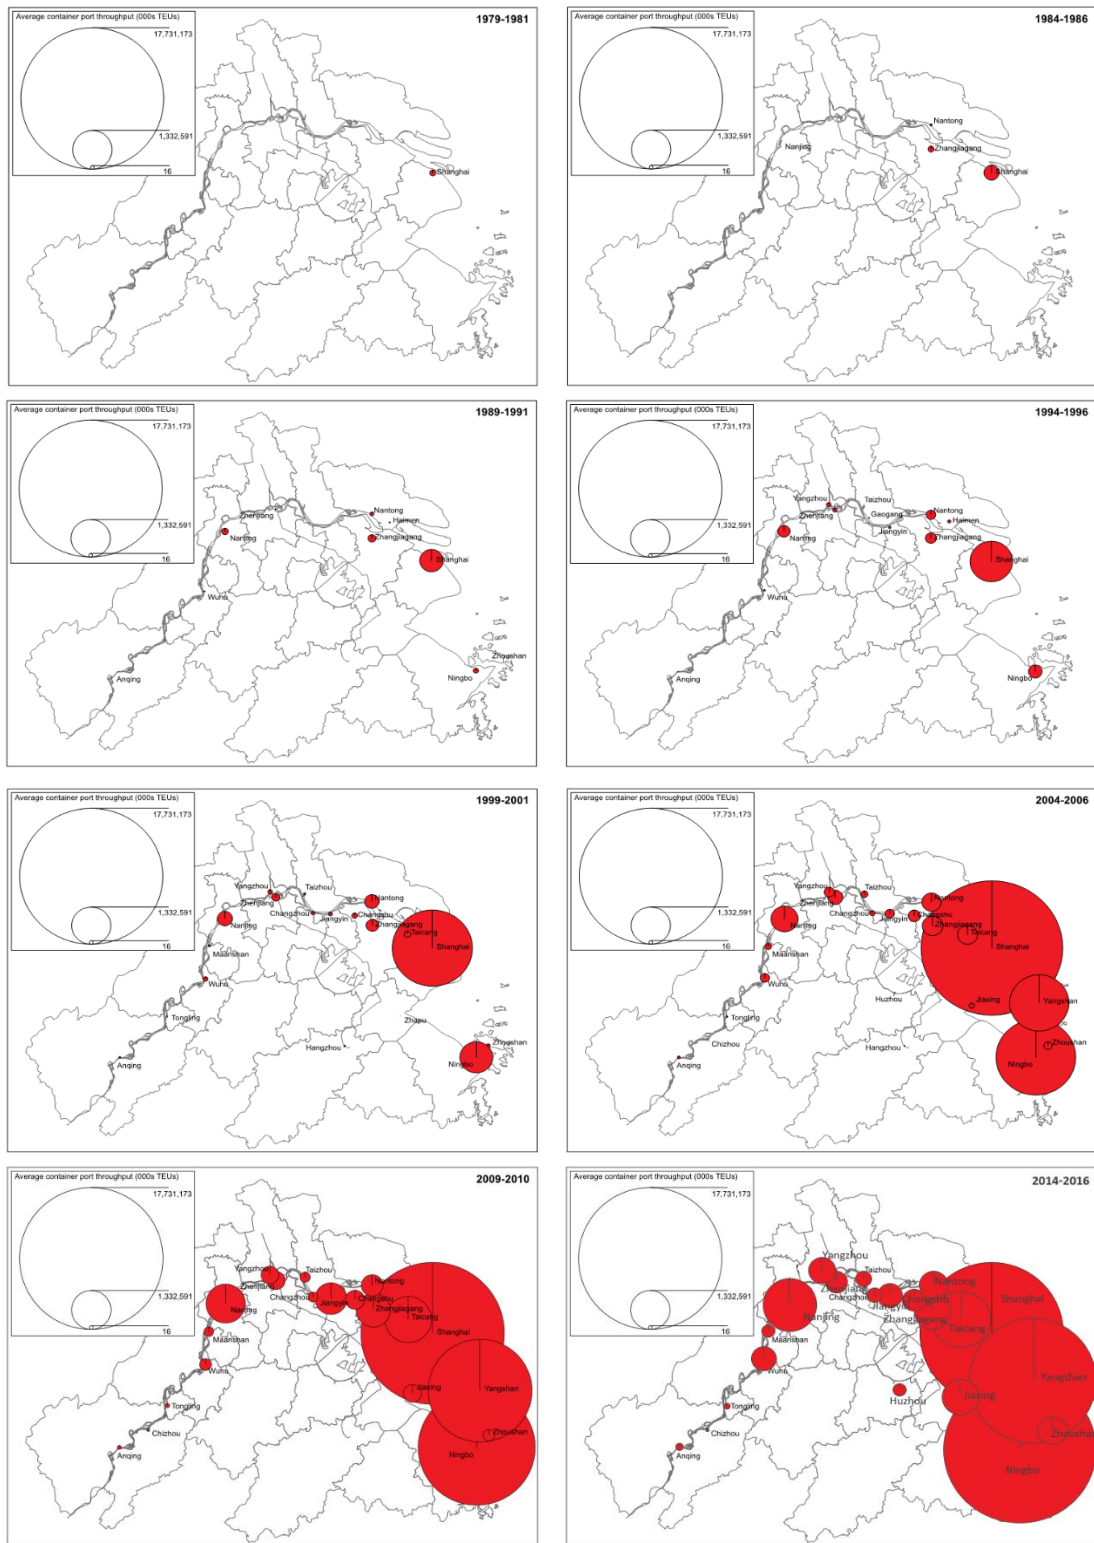 Average container port throughput (000s TEUs)
1979-1981
17,731,173
1,332,591
16
Shanghai
Average container port throughput (000s TEUs)
1984-1986
17,731,173
1,332,591
16
Nantong
Nanjing
Zhangjiagang
Shanghai
Average container port throughput (000s TEUs)
1989-1991
17,731,173
1,332,591
16
Zhenjiang
Nantong
Haimen
Nanjing
Zhangjiagang
Shanghai
Wuhu
Zhoushan
Anqing
Ningbo
Average container port throughput (000s TEUs)
1994-1996
17,731,173
1,332,591
16
Yangzhou
Taizhou
Zhenjiang
Gaogang
Nantong
Haimen
Jiangyin
Nanjing
Zhangjiagang
Shanghai
Wuhu
Anqing
Ningbo
Average container port throughput (000s TEUs)
1999-2001
17,731,173
1,332,591
16
Yangzhou
Taizhou
Zhenjiang
Nantong
Changzhou
Jiangyin
Changshu
Nanjing
Zhangjiagang
Taicang
Shanghai
Maanshan
Wuhu
Tongling
Zhapu
Hangzhou
Zhoushan
Anqing
Ningbo
Average container port throughput (000s TEUs)
2004-2006
17,731,173
1,332,591
16
Yangzhou
Taizhou
Zhenjiang
Nantong
Changzhou
Jiangyin
Changshu
Nanjing
Zhangjiagang
Taicang
Shanghai
Maanshan
Wuhu
Huzhou
Jiaxing
Yangshan
Tongling
Chizhou
Hangzhou
Zhoushan
Anqing
Ningbo
Average container port throughput (000s TEUs)
2009-2010
17,731,173
1,332,591
16
Yangzhou
Taizhou
Zhenjiang
Nantong
Changzhou
Jiangyin
Changshu
Nanjing
Zhangjiagang
Taicang
Shanghai
Maanshan
Wuhu
Jiaxing
Yangshan
Tongling
Chizhou
Zhoushan
Anqing
Ningbo
Average container port throughput (000s TEUs)
2014-2016
17,731,173
1,332,591
16
Yangzhou
Taizhou
Zhenjiang
Nantong
Changzhou
Changshu
Shanghai
Jiangyin
Nanjing
Zhangjiagang
Taicang
Maanshan
Wuhu
Yangshan
Jiaxing
Huzhou
Tongling
Chizhou
Zhoushan
Anqing
Ningbo